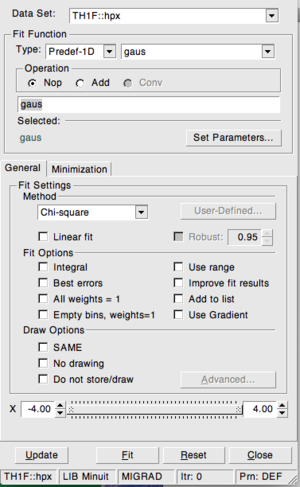 Data Set: TH1F::hpx
Fit Function
Type: Predef-1D gaus
Operation
Nop Add Conv
gaus
Selected:
gaus Set Parameters...
General Minimization
Fit Settings
Method
Chi-square User-Defined...
Linear fit Robust: 0.95
Fit Options
Integral Use range
Best errors Improve fit results
All weights = 1 Add to list
Empty bins, weights=1 Use Gradient
Draw Options
SAME
No drawing
Do not store/draw Advanced...
X -4.00 4.00
Update Fit Reset Close
TH1F::hpx LIB Minuit MIGRAD Itr: 0 Prn: DEF